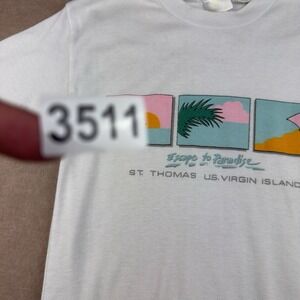 3511
Escape to Paradise
ST. THOMAS U.S. VIRGIN ISLAND